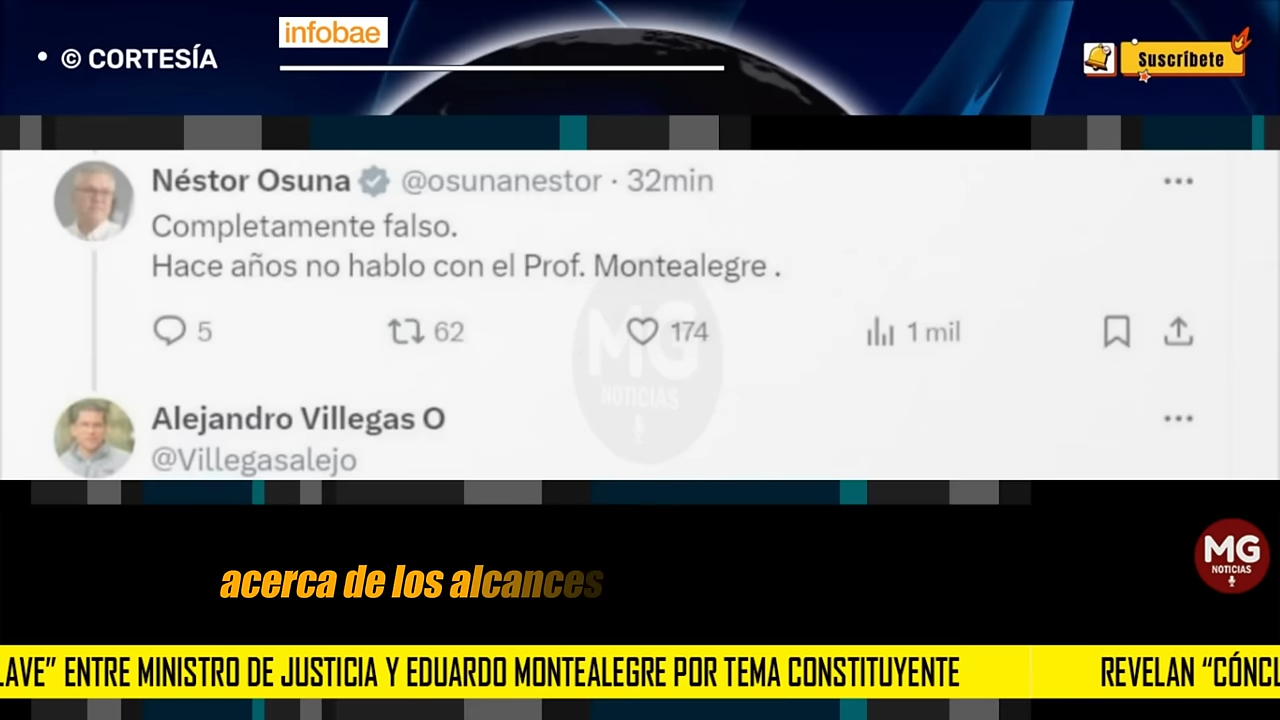 infobae
• © CORTESÍA
Suscríbete
Néstor Osuna @osunanestor · 32min
Completamente falso.
Hace años no hablo con el Prof. Montealegre .
5 62 174 1 mil
MG
NOTICIAS
Alejandro Villegas O
@Villegasalejo
acerca de los alcances
MG
NOTICIAS
LAVE” ENTRE MINISTRO DE JUSTICIA Y EDUARDO MONTEALEGRE POR TEMA CONSTITUYENTE REVELAN “CÓNCL